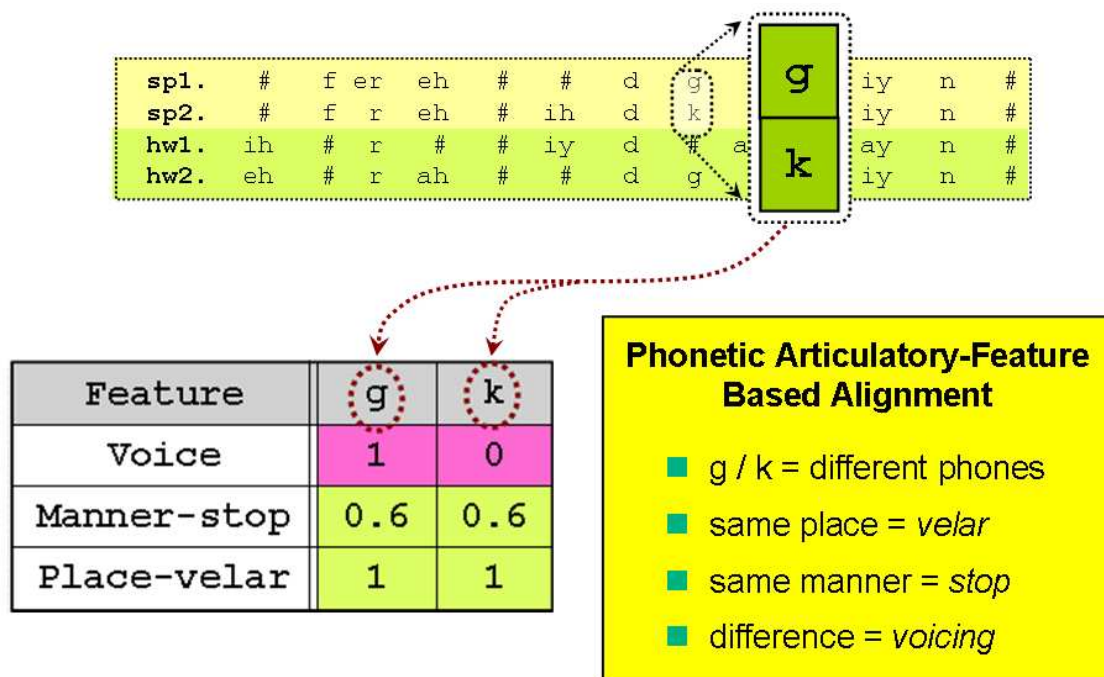 sp1. # f er eh # # d g iy n #
sp2. # f r eh # ih d k iy n #
hw1. ih # r # # iy d # a ay n #
hw2. eh # r ah # # d g iy n #
g
k
Feature g k
Voice 1 0
Manner-stop 0.6 0.6
Place-velar 1 1
Phonetic Articulatory-Feature
Based Alignment
g / k = different phones
same place = velar
same manner = stop
difference = voicing